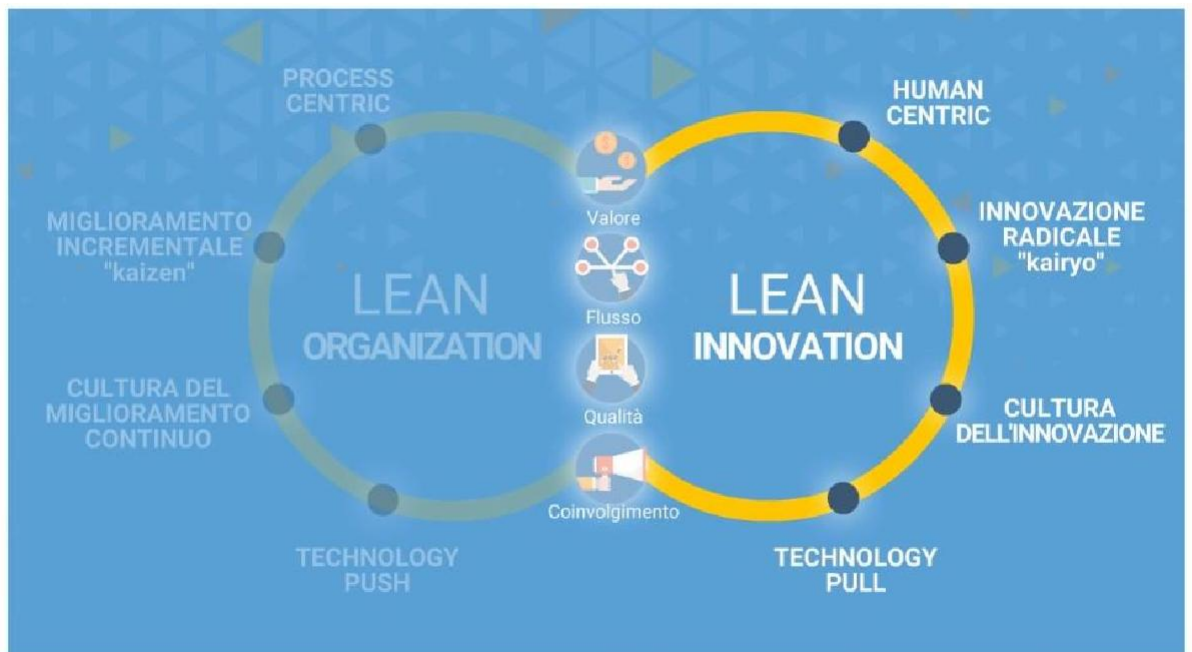 PROCESS
CENTRIC
MIGLIORAMENTO
INCREMENTALE
"kaizen"
CULTURA DEL
MIGLIORAMENTO
CONTINUO
TECHNOLOGY
PUSH
LEAN
ORGANIZATION
Valore
Flusso
Qualità
Coinvolgimento
LEAN
INNOVATION
HUMAN
CENTRIC
INNOVAZIONE
RADICALE
"kairyo"
CULTURA
DELL'INNOVAZIONE
TECHNOLOGY
PULL